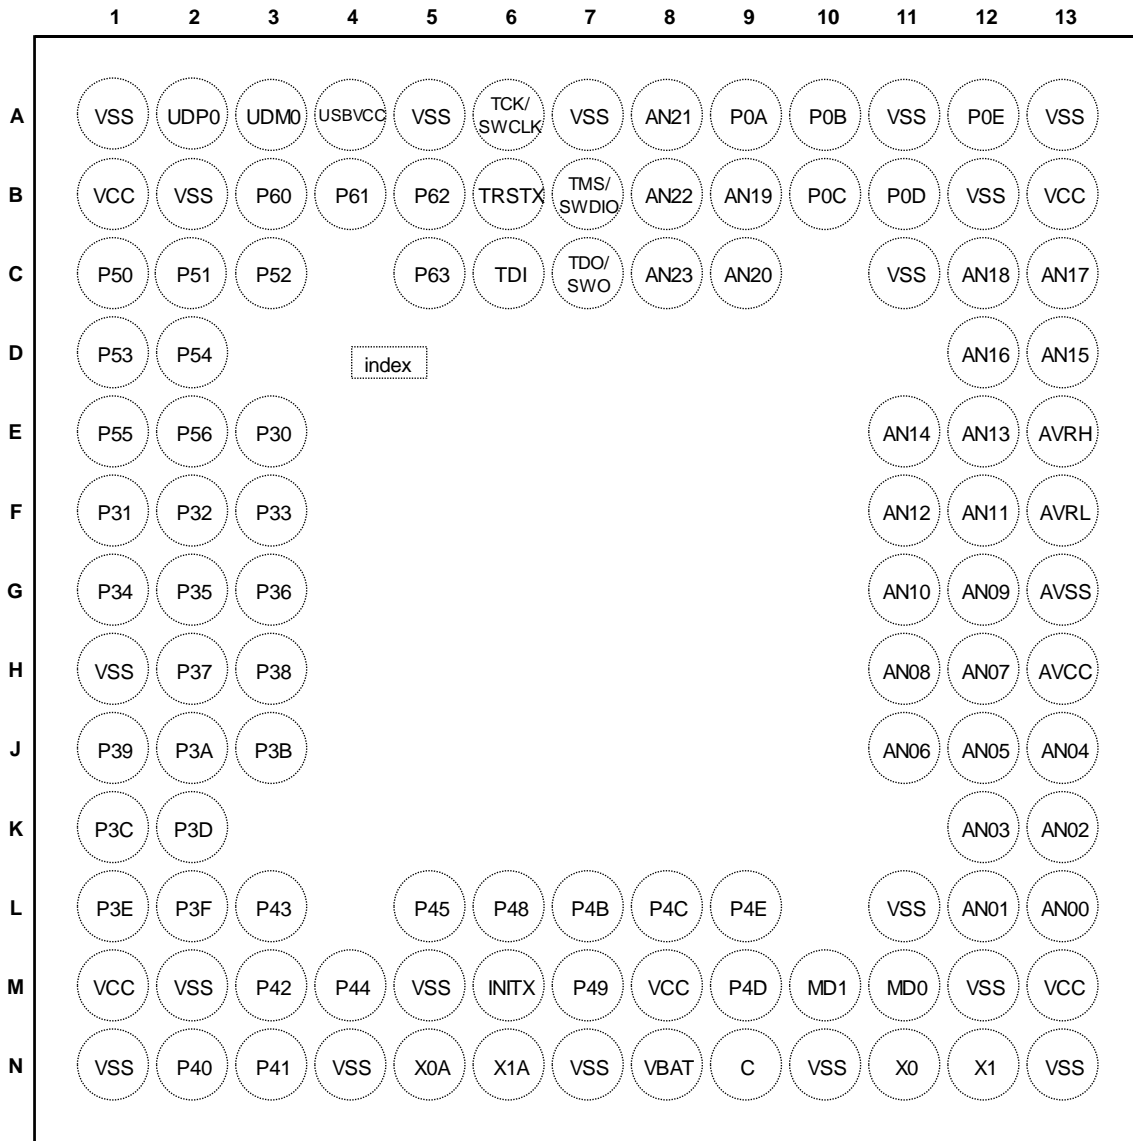 1 2 3 4 5 6 7 8 9 10 11 12 13
A VSS UDP0 UDM0 USBVCC VSS TCK/ SWCLK VSS AN21 P0A P0B VSS P0E VSS
B VCC VSS P60 P61 P62 TRSTX TMS/ SWDIO AN22 AN19 P0C P0D VSS VCC
C P50 P51 P52 P63 TDI TDO/ SWO AN23 AN20 VSS AN18 AN17
D P53 P54 index AN16 AN15
E P55 P56 P30 AN14 AN13 AVRH
F P31 P32 P33 AN12 AN11 AVRL
G P34 P35 P36 AN10 AN09 AVSS
H VSS P37 P38 AN08 AN07 AVCC
J P39 P3A P3B AN06 AN05 AN04
K P3C P3D AN03 AN02
L P3E P3F P43 P45 P48 P4B P4C P4E VSS AN01 AN00
M VCC VSS P42 P44 VSS INITX P49 VCC P4D MD1 MD0 VSS VCC
N VSS P40 P41 VSS X0A X1A VSS VBAT C VSS X0 X1 VSS